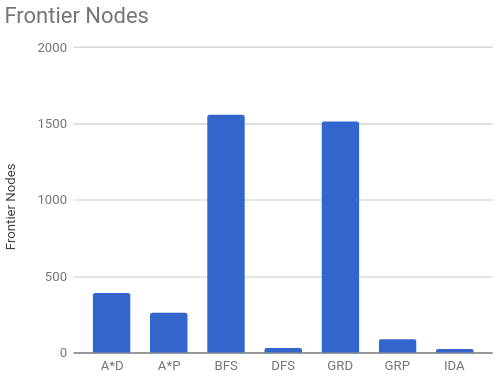 Frontier Nodes
2000
1500
1000
500
0
Frontier Nodes
A*D A*P BFS DFS GRD GRP IDA